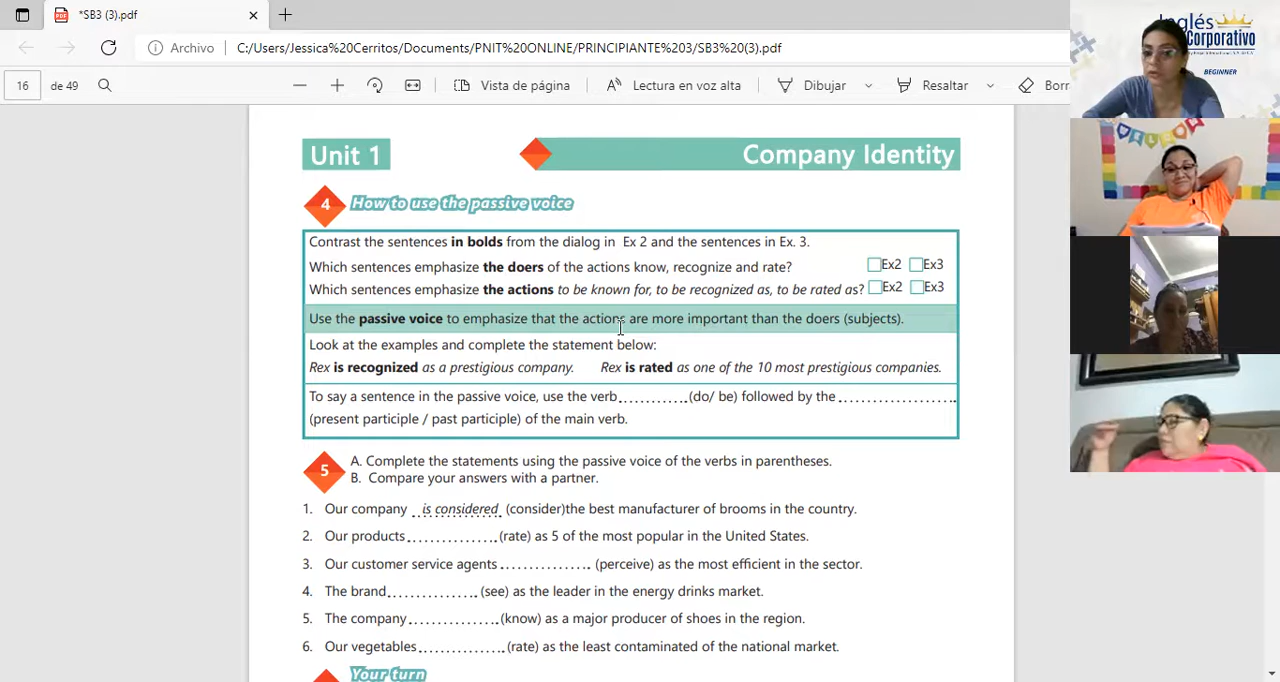 *SB3 (3).pdf
Archivo
C:/Users/Jessica%20Cerritos/Documents/PNIT%20ONLINE/PRINCIPIANTE%203/SB3%20(3).pdf
16 de 49
Vista de página
Lectura en voz alta
Dibujar
Resaltar
Bor
Inglés
Corporativo
BEGINNER
Unit 1
Company Identity
4 How to use the passive voice
Contrast the sentences in bolds from the dialog in Ex 2 and the sentences in Ex. 3.
Which sentences emphasize the doers of the actions know, recognize and rate? Ex2 Ex3
Which sentences emphasize the actions to be known for, to be recognized as, to be rated as? Ex2 Ex3
Use the passive voice to emphasize that the actions are more important than the doers (subjects).
Look at the examples and complete the statement below:
Rex is recognized as a prestigious company. Rex is rated as one of the 10 most prestigious companies.
To say a sentence in the passive voice, use the verb............(do/ be) followed by the ....................
(present participle / past participle) of the main verb.
5 A. Complete the statements using the passive voice of the verbs in parentheses.
B. Compare your answers with a partner.
1. Our company is considered (consider)the best manufacturer of brooms in the country.
2. Our products............... (rate) as 5 of the most popular in the United States.
3. Our customer service agents ............... (perceive) as the most efficient in the sector.
4. The brand............... (see) as the leader in the energy drinks market.
5. The company............... (know) as a major producer of shoes in the region.
6. Our vegetables............... (rate) as the least contaminated of the national market.
Your turn